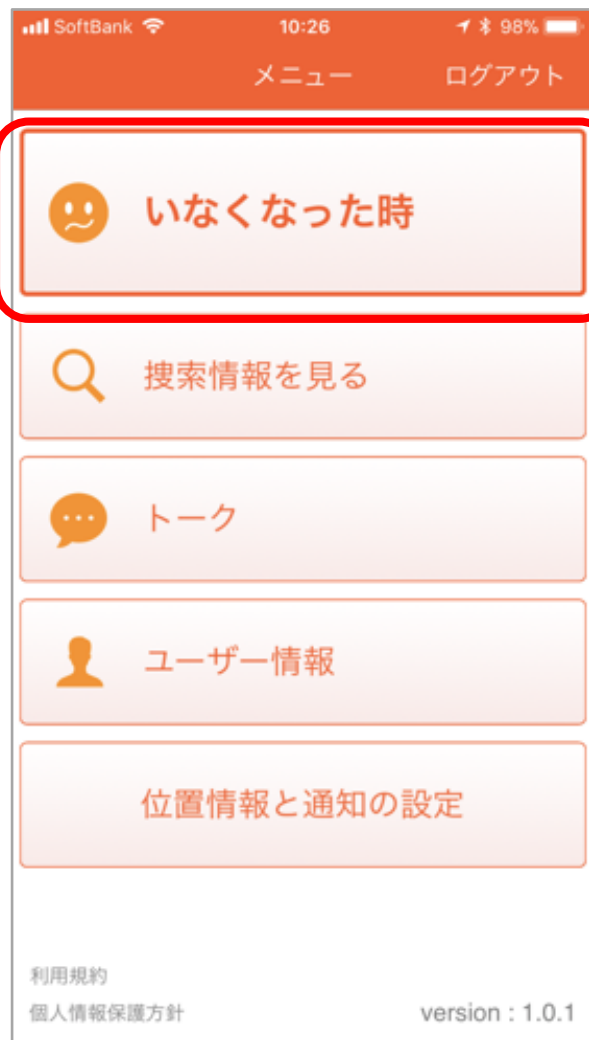 SoftBank 10:26 98%
メニュー ログアウト
いなくなった時
捜索情報を見る
トーク
ユーザー情報
位置情報と通知の設定
利用規約
個人情報保護方針 version : 1.0.1